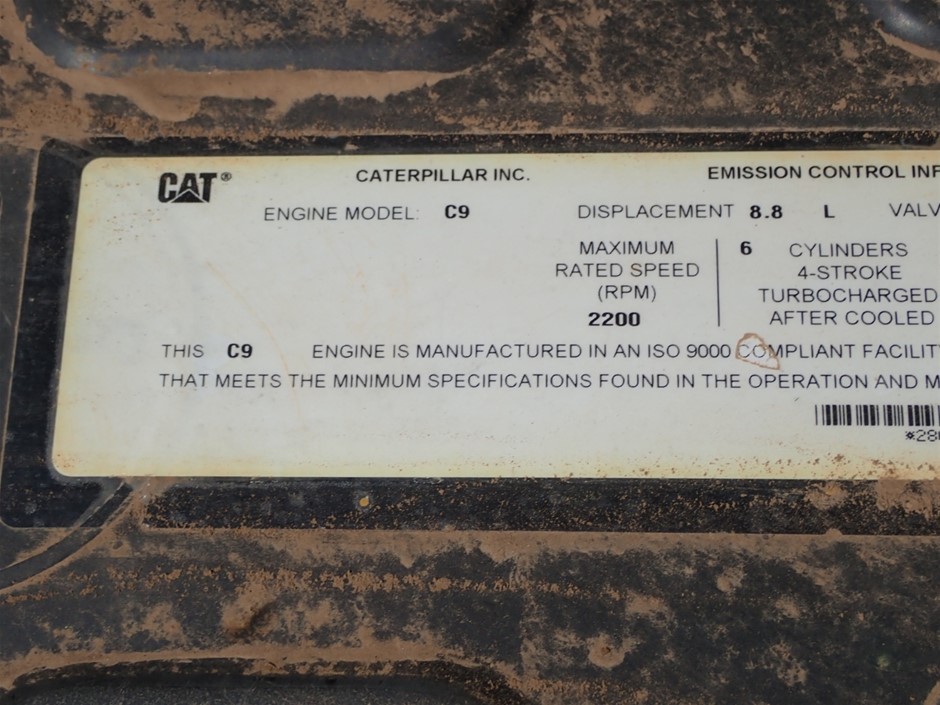 CAT® CATERPILLAR INC. EMISSION CONTROL
ENGINE MODEL: C9 DISPLACEMENT 8.8 L
MAXIMUM 6 CYLINDERS
RATED SPEED 4-STROKE
(RPM) TURBOCHARGED
2200 AFTER COOLED
THIS C9 ENGINE IS MANUFACTURED IN AN ISO 9000 COMPLIANT FACILITY
THAT MEETS THE MINIMUM SPECIFICATIONS FOUND IN THE OPERATION AND